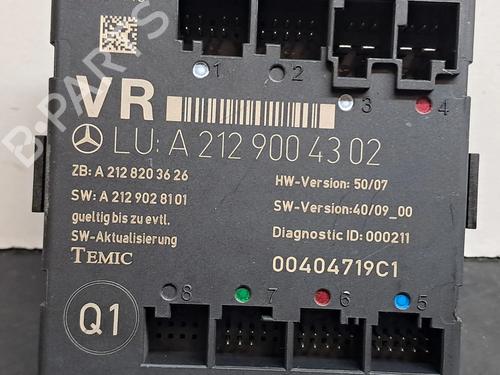 1 2
3 4
VR
LU: A 212 900 43 02
ZB: A 212 820 36 26
HW-Version: 50/07
SW: A 212 902 81 01
SW-Version:40/09_00
gueltig bis zu evtl.
SW-Aktualisierung
Diagnostic ID: 000211
TEMIC
00404719C1
8 7 6 5
Q1
B-PARTS